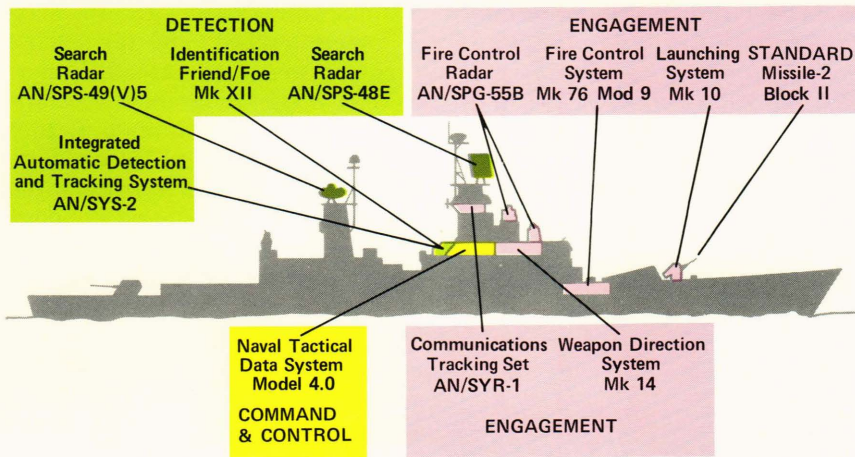 DETECTION
Search
Radar
AN/SPS-49(V)5
Identification
Friend/Foe
Mk XII
Search
Radar
AN/SPS-48E
Integrated
Automatic Detection
and Tracking System
AN/SYS-2
ENGAGEMENT
Fire Control
Radar
AN/SPG-55B
Fire Control
System
Mk 76 Mod 9
Launching
System
Mk 10
STANDARD
Missile-2
Block II
Naval Tactical
Data System
Model 4.0
COMMAND
& CONTROL
Communications
Tracking Set
AN/SYR-1
Weapon Direction
System
Mk 14
ENGAGEMENT